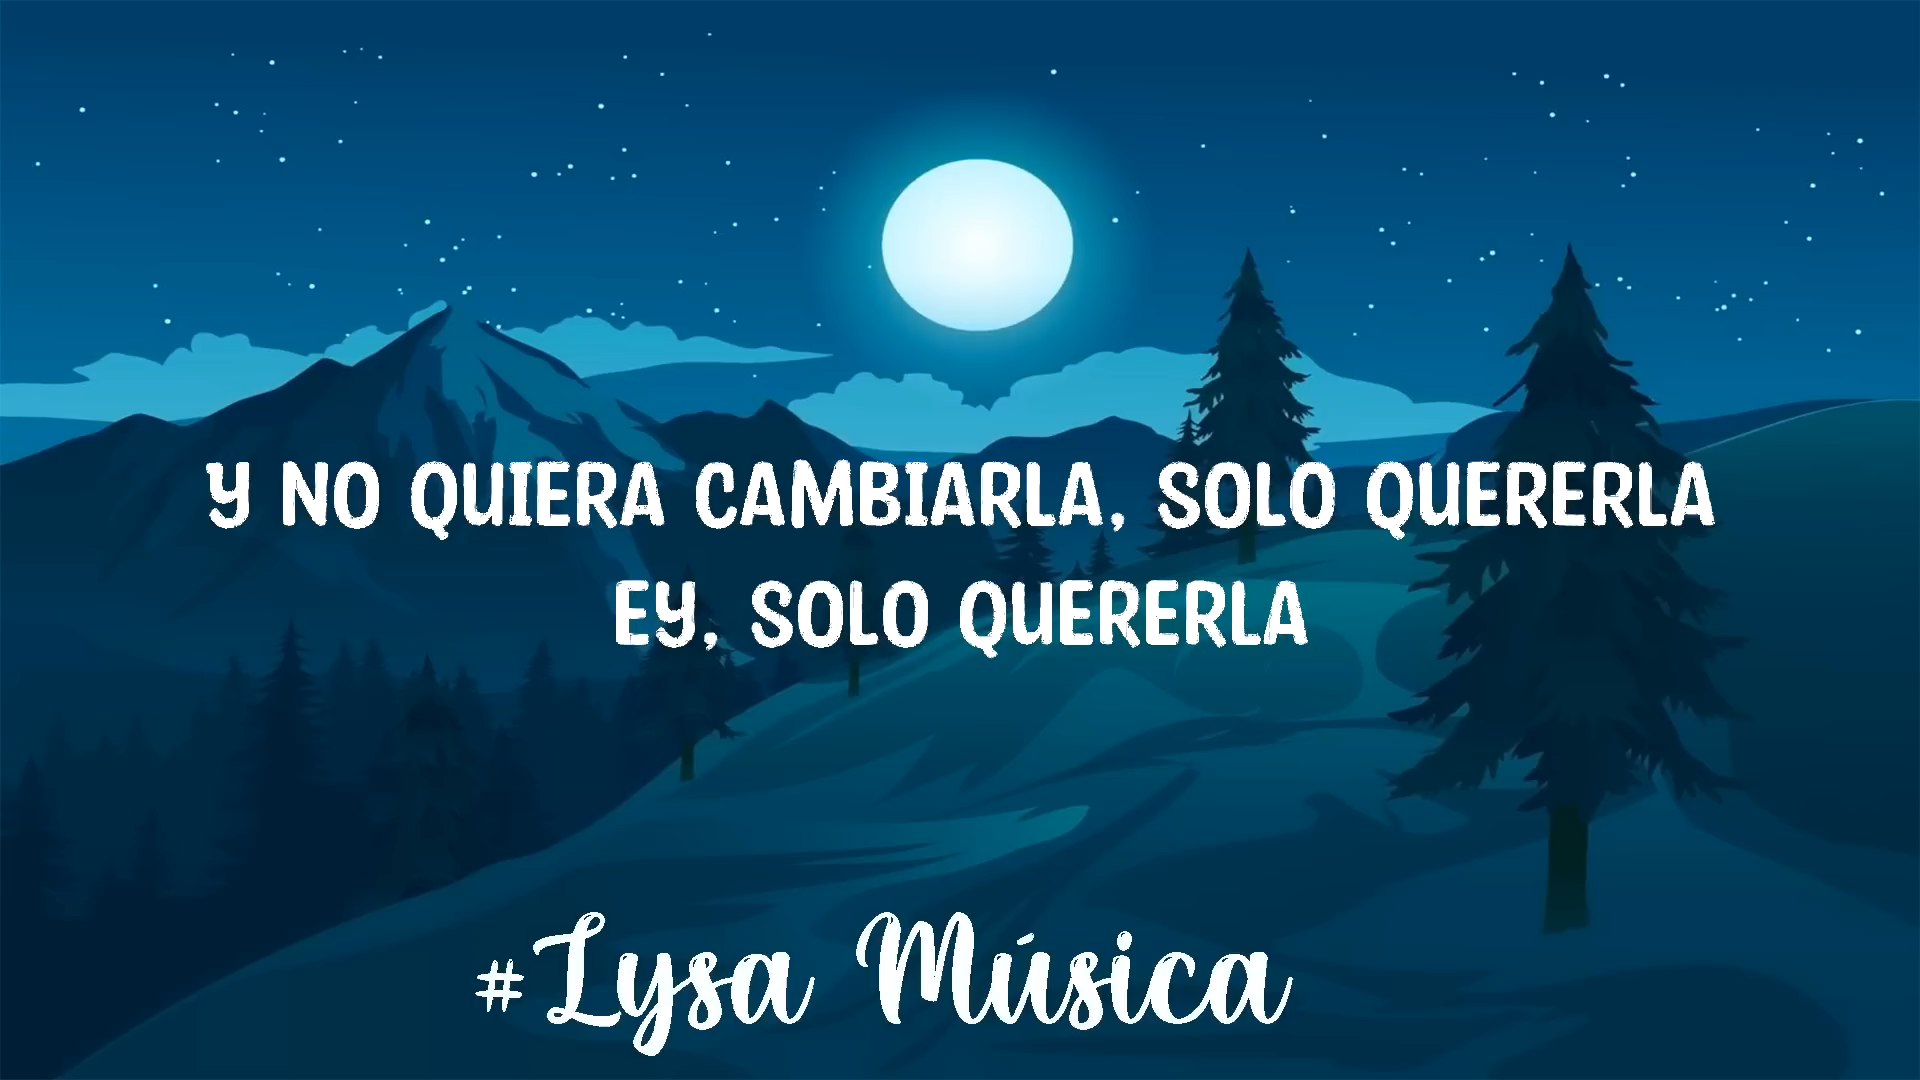 Y NO QUIERA CAMBIARLA, SOLO QUERERLA
EY, SOLO QUERERLA
#Lysa Música